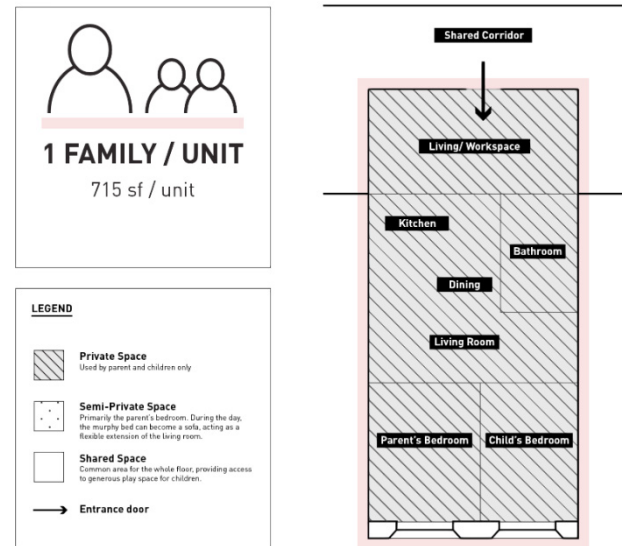 1 FAMILY / UNIT
715 sf / unit
LEGEND
Private Space
Used by parent and children only
Semi-Private Space
Primarily the parent's bedroom. During the day,
the murphy bed can become a sofa, acting as a
flexible extension of the living room.
Shared Space
Common area for the whole floor, providing access
to generous play space for children.
Entrance door
Shared Corridor
Living/ Workspace
Kitchen
Bathroom
Dining
Living Room
Parent's Bedroom
Child's Bedroom